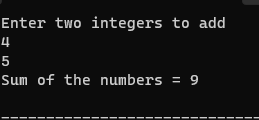 Enter two integers to add
4
5
Sum of the numbers = 9
-----------------------------